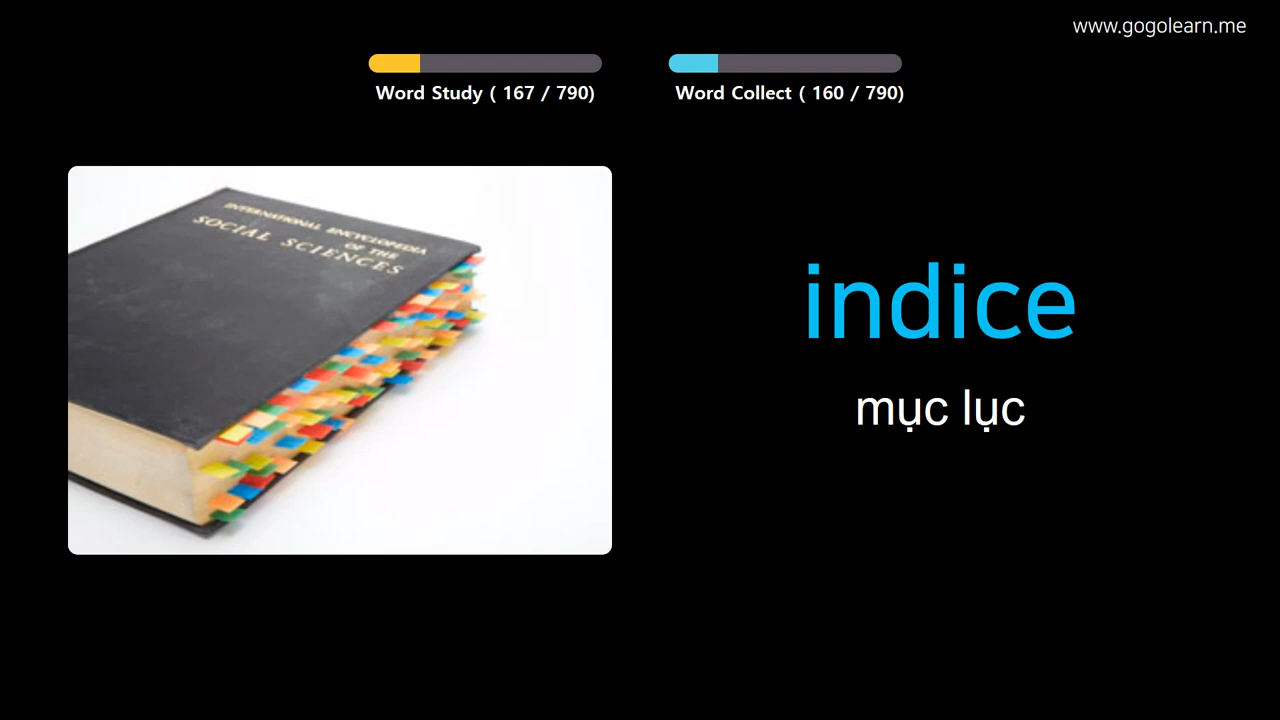 www.gogolearn.me
Word Study ( 167 / 790)
Word Collect ( 160 / 790)
INTERNATIONAL ENCYCLOPEDIA
OF THE
SOCIAL SCIENCES
indice
mục lục